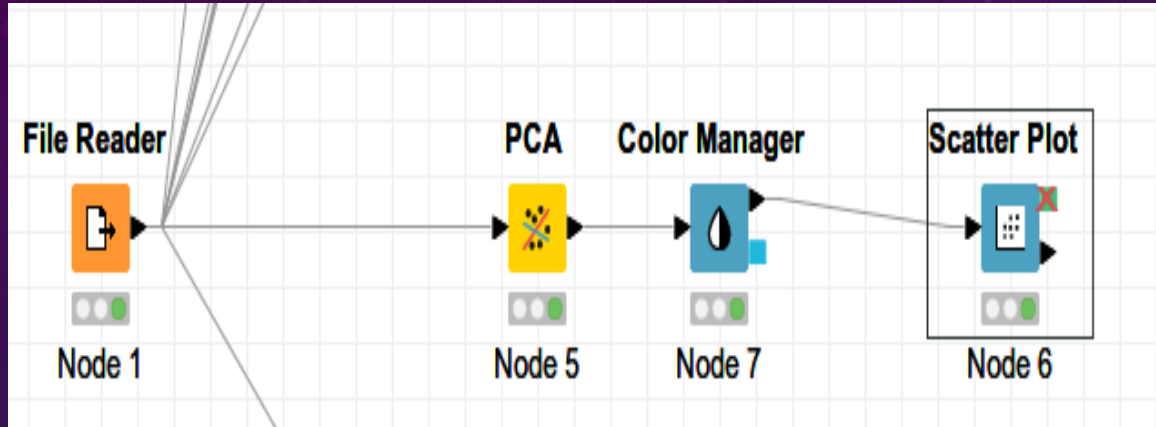 File Reader
PCA
Color Manager
Scatter Plot
Node 1
Node 5
Node 7
Node 6